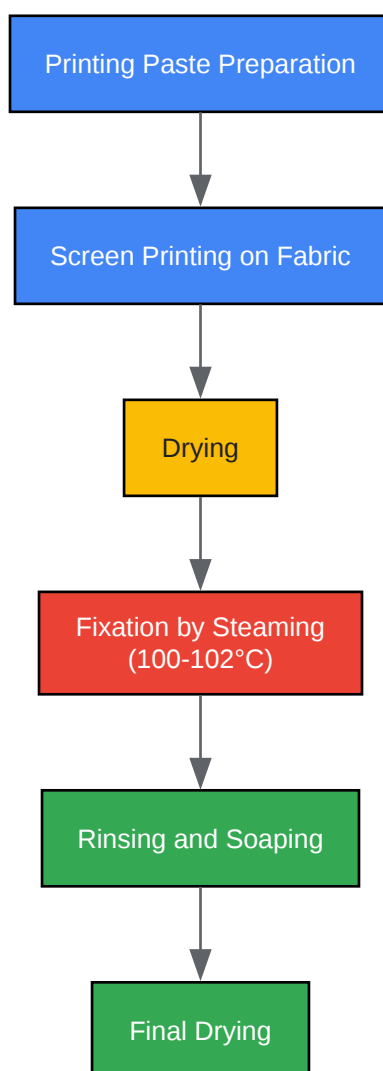 Printing Paste Preparation
Screen Printing on Fabric
Drying
Fixation by Steaming
(100-102°C)
Rinsing and Soaping
Final Drying